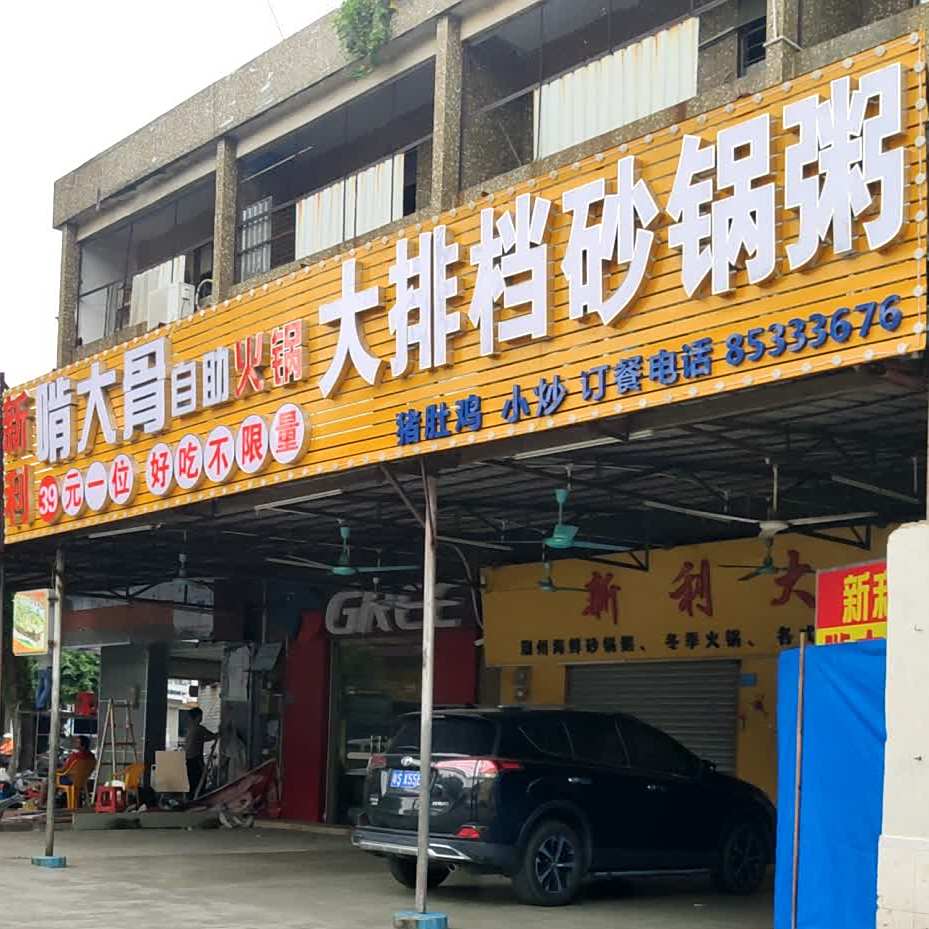 新利
啃大骨自助火锅
大排档砂锅粥
39元一位 好吃不限量
猪肚鸡 小炒 订餐电话 85333676
GREE
新利大
潮州海鲜砂锅粥、冬季火锅、各
新利